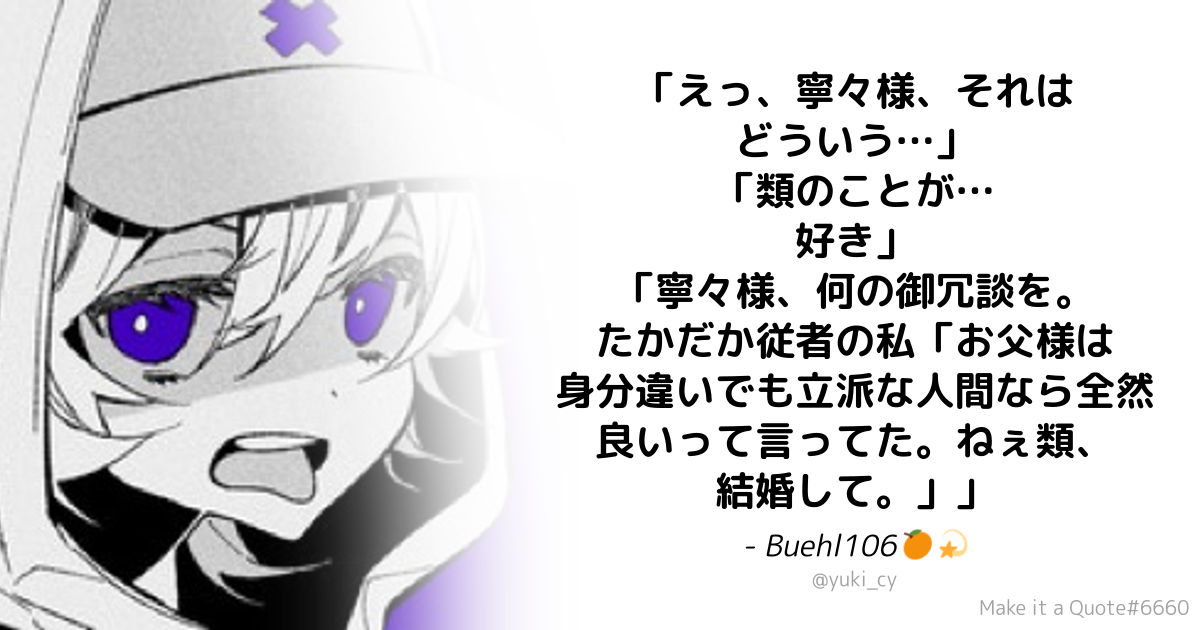 「えっ、寧々様、それは
どういう…」
「類のことが…
好き」
「寧々様、何の御冗談を。
たかだか従者の私「お父様は
身分違いでも立派な人間なら全然
良いって言ってた。ねぇ類、
結婚して。」」
- Buehl106🍊💫
@yuki_cy
Make it a Quote#6660